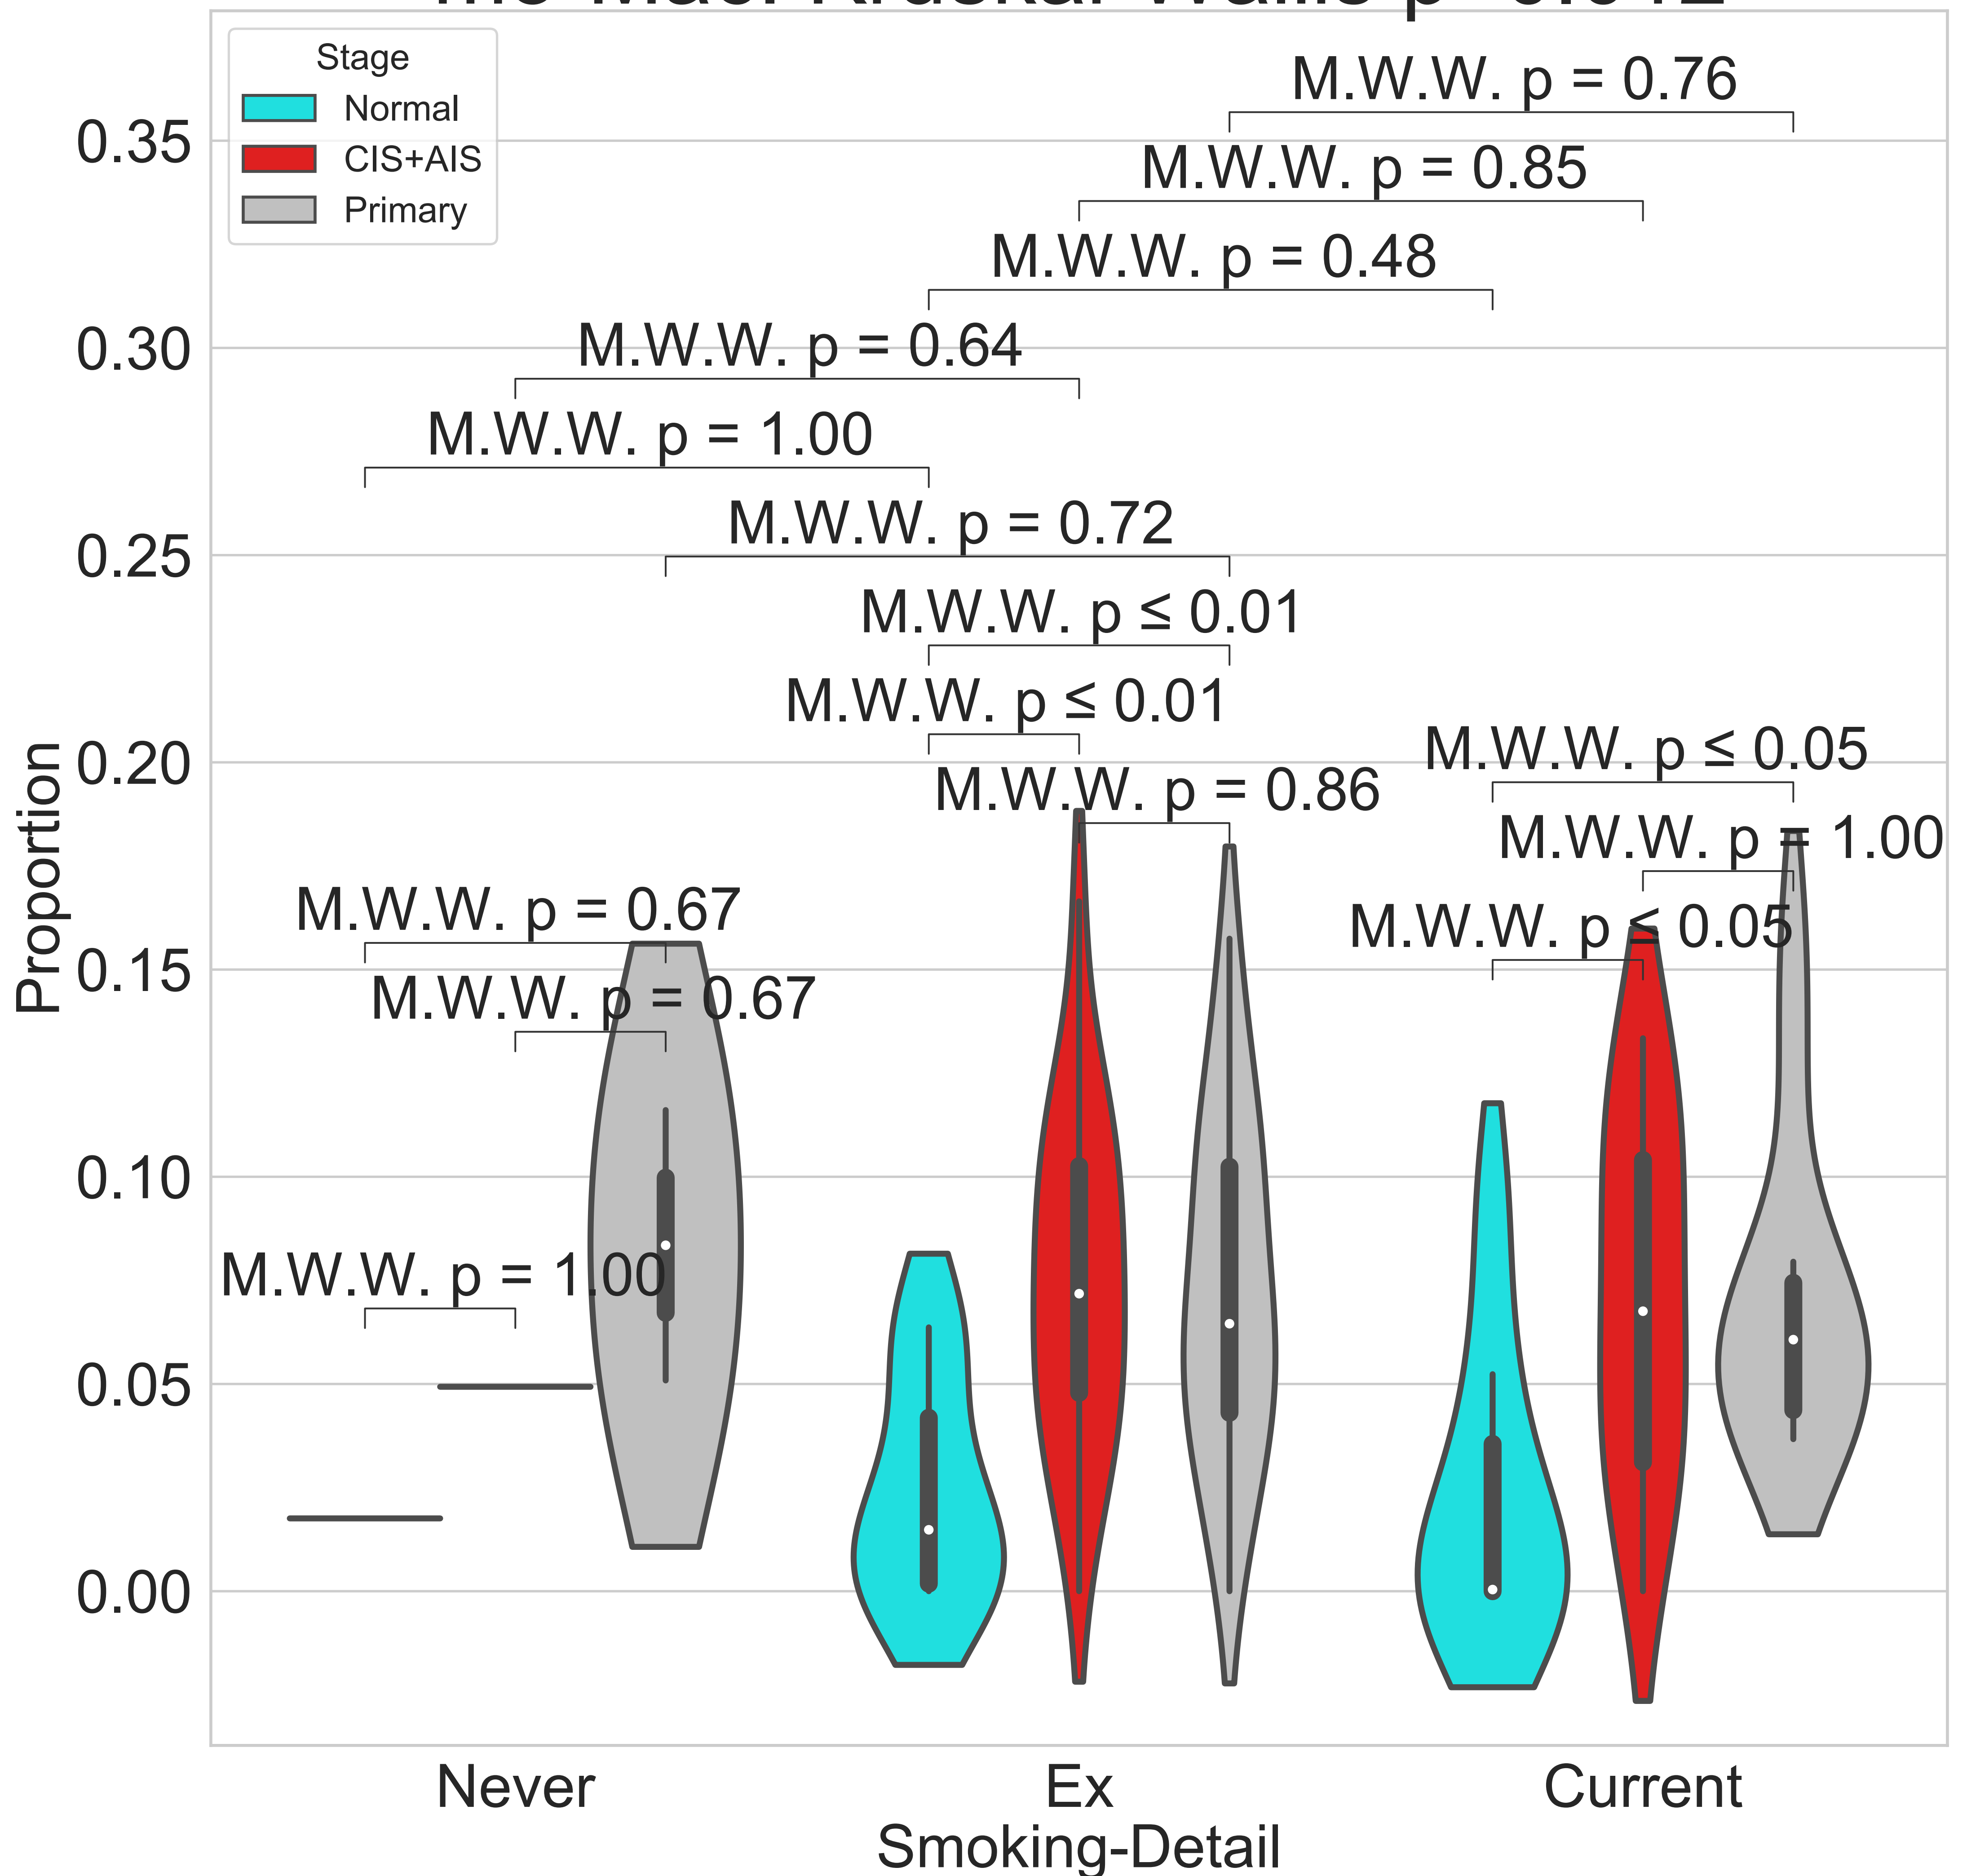 Stage
Normal
CIS+AIS
Primary
M.W.W. p = 0.76
M.W.W. p = 0.85
M.W.W. p = 0.48
M.W.W. p = 0.64
M.W.W. p = 1.00
M.W.W. p = 0.72
M.W.W. p ≤ 0.01
M.W.W. p ≤ 0.01
M.W.W. p = 0.86
M.W.W. p ≤ 0.05
M.W.W. p = 1.00
M.W.W. p ≤ 0.05
M.W.W. p = 0.67
M.W.W. p = 0.67
M.W.W. p = 1.00
0.35
0.30
0.25
0.20
0.15
0.10
0.05
0.00
Proportion
Never
Ex
Current
Smoking-Detail